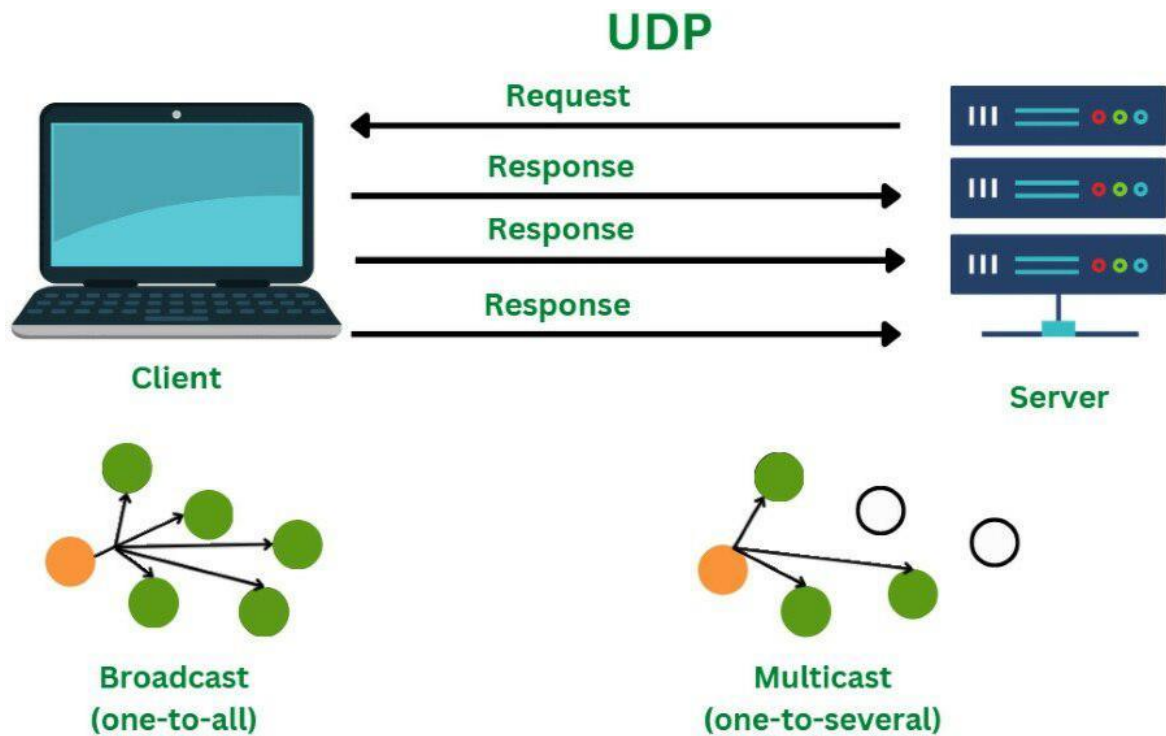 UDP
Request
Response
Response
Response
Client
Server
Broadcast
(one-to-all)
Multicast
(one-to-several)